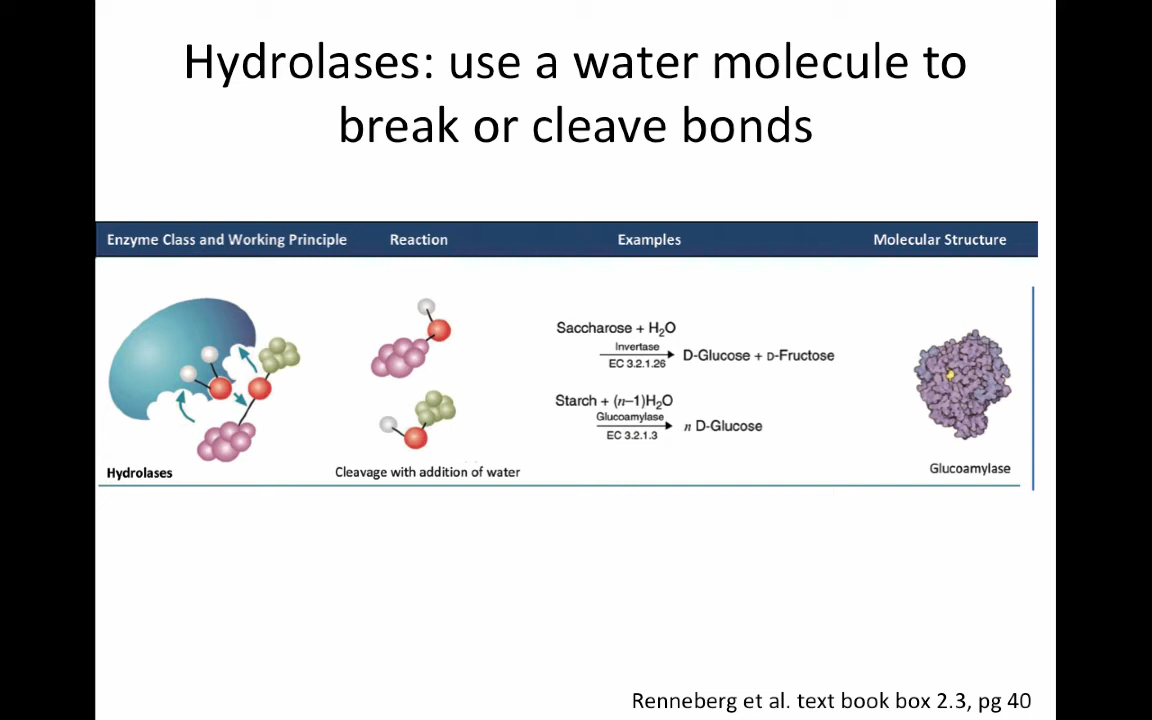 Hydrolases: use a water molecule to
break or cleave bonds
Enzyme Class and Working Principle Reaction Examples Molecular Structure
Saccharose + H₂O
Invertase
EC 3.2.1.26
D-Glucose + D-Fructose
Starch + (n–1)H₂O
Glucoamylase
EC 3.2.1.3
n D-Glucose
Hydrolases
Cleavage with addition of water
Glucoamylase
Renneberg et al. text book box 2.3, pg 40